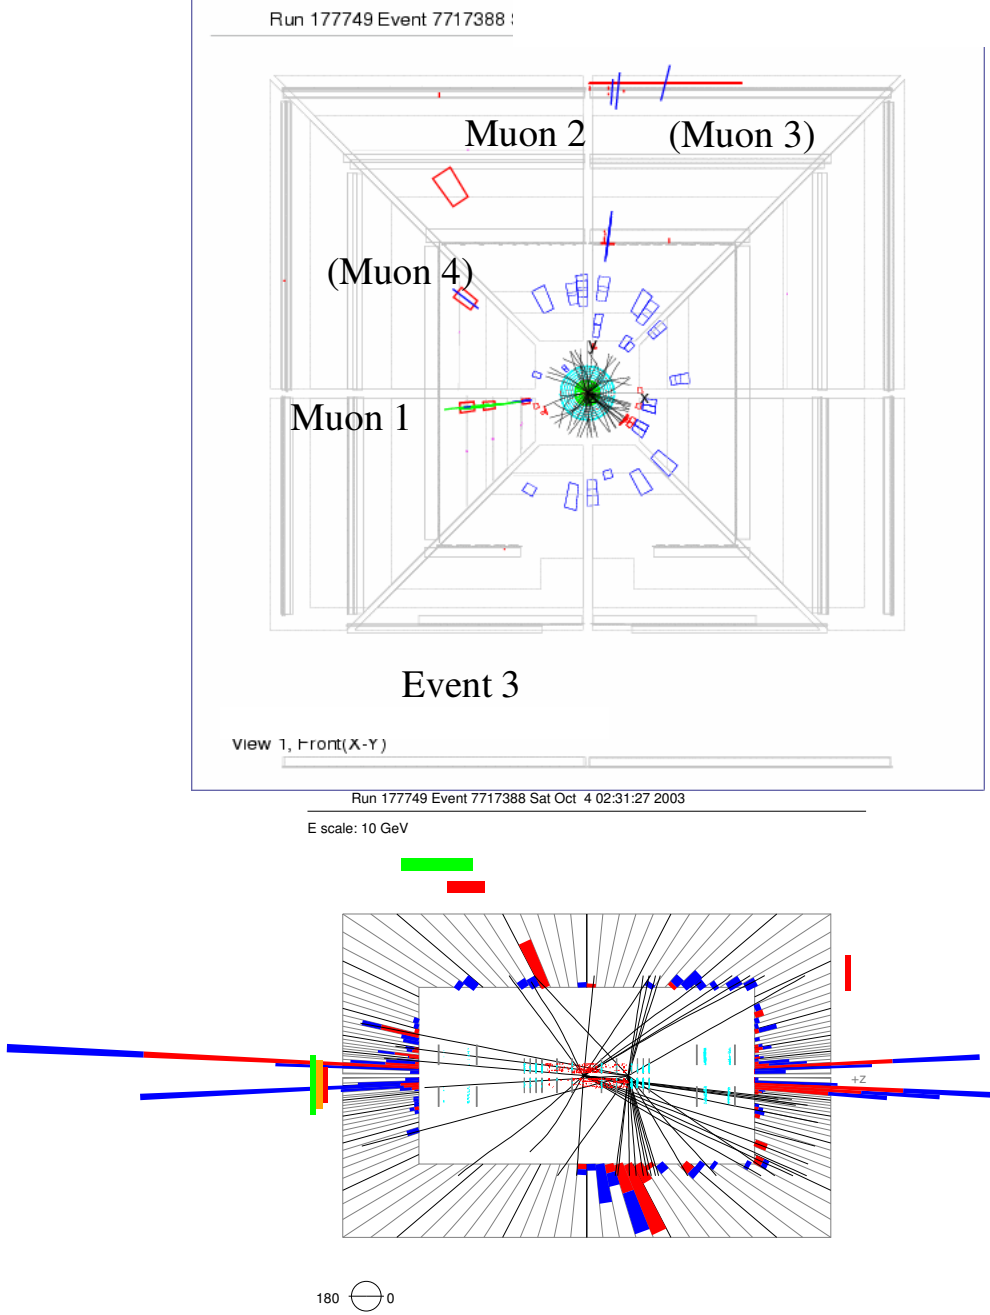 Run 177749 Event 7717388
Muon 2
(Muon 3)
(Muon 4)
y
x
Muon 1
Event 3
View 1, Front(X-Y)
Run 177749 Event 7717388 Sat Oct 4 02:31:27 2003
E scale: 10 GeV
+z
180
0